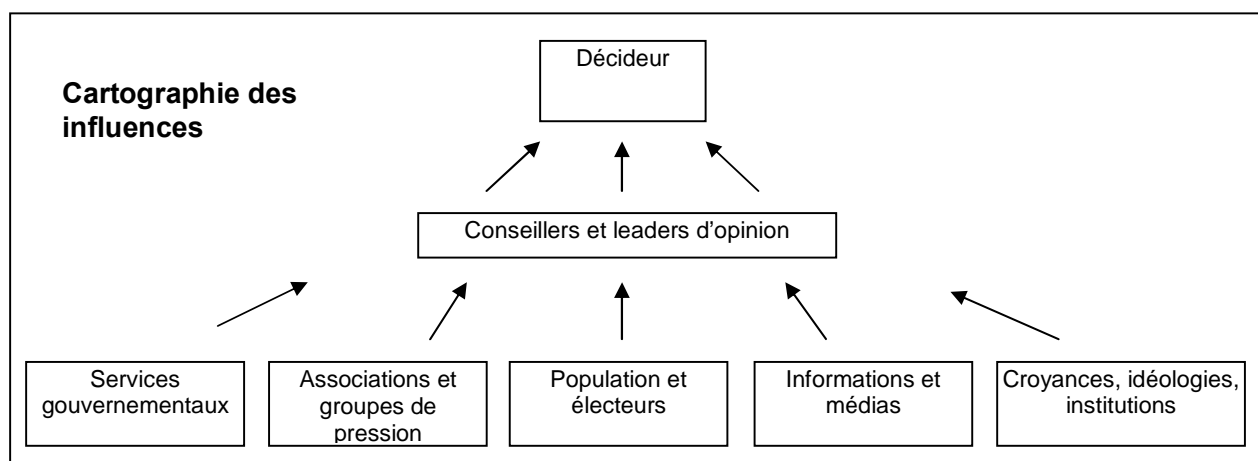 Décideur
Cartographie des
influences
Conseillers et leaders d'opinion
Services
gouvernementaux
Associations et
groupes de
pression
Population et
électeurs
Informations et
médias
Croyances, idéologies,
institutions